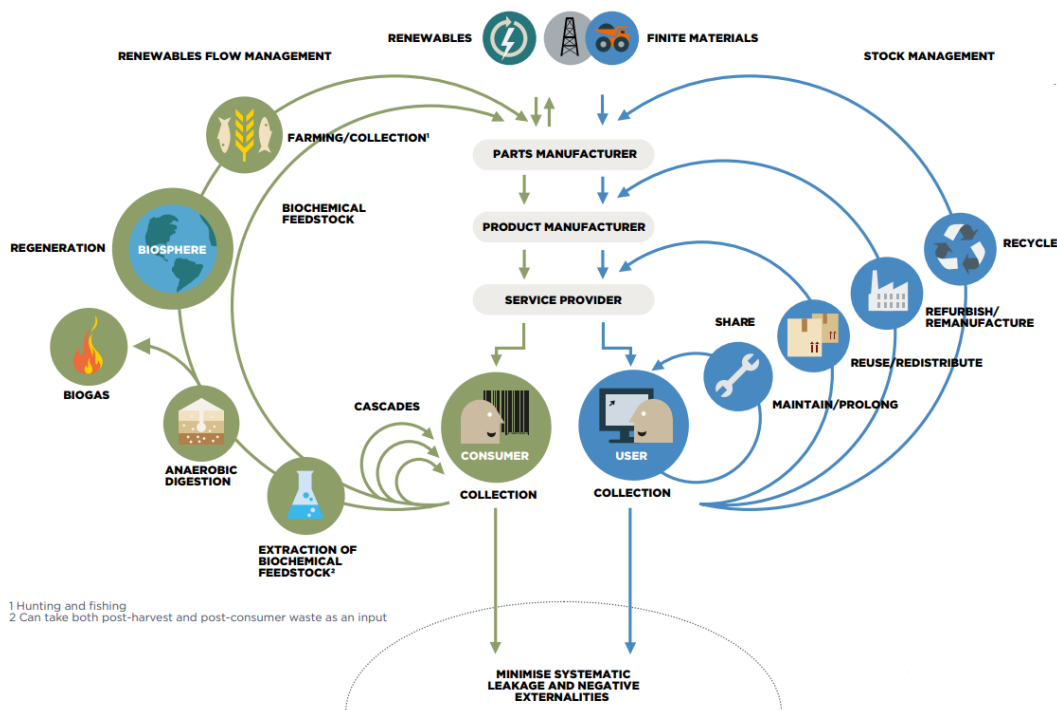 RENEWABLES
FINITE MATERIALS
RENEWABLES FLOW MANAGEMENT
STOCK MANAGEMENT
FARMING/COLLECTION¹
PARTS MANUFACTURER
BIOCHEMICAL
FEEDSTOCK
PRODUCT MANUFACTURER
REGENERATION
BIOSPHERE
RECYCLE
SERVICE PROVIDER
SHARE
REFURBISH/
REMANUFACTURE
REUSE/REDISTRIBUTE
BIOGAS
CASCADES
MAINTAIN/PROLONG
CONSUMER
USER
ANAEROBIC
DIGESTION
COLLECTION
COLLECTION
EXTRACTION OF
BIOCHEMICAL
FEEDSTOCK²
1 Hunting and fishing
2 Can take both post-harvest and post-consumer waste as an input
MINIMISE SYSTEMATIC
LEAKAGE AND NEGATIVE
EXTERNALITIES